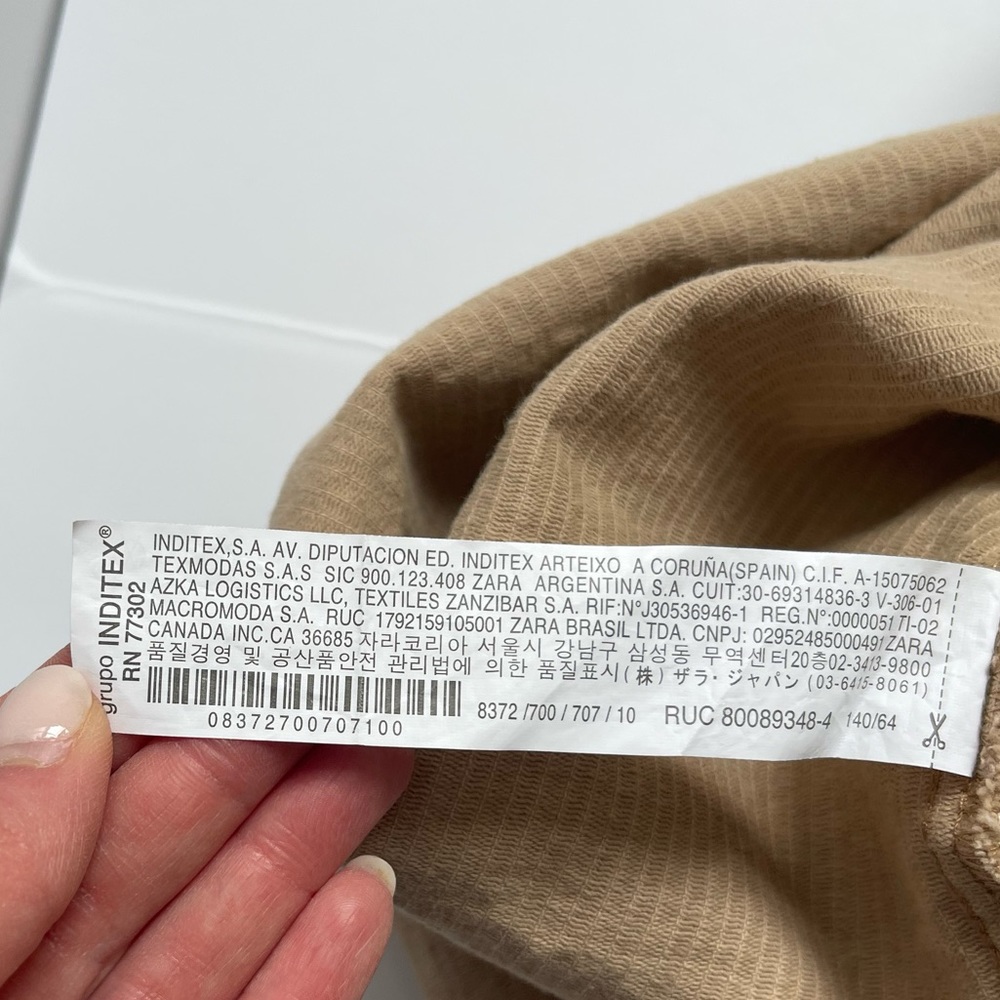 grupo INDITEX®
RN 77302
INDITEX,S.A. AV. DIPUTACION ED. INDITEX ARTEIXO A CORUÑA(SPAIN) C.I.F. A-15075062
TEXMODAS S.A.S SIC 900.123.408 ZARA ARGENTINA S.A. CUIT:30-69314836-3 V-306-01
AZKA LOGISTICS LLC, TEXTILES ZANZIBAR S.A. RIF:NºJ30536946-1 REG.Nº:0000051 TI-02
MACROMODA S.A. RUC 1792159105001 ZARA BRASIL LTDA. CNPJ: 02952485000491 ZARA
CANADA INC.CA 36685 자라코리아 서울시 강남구 삼성동 무역센터20층02-3413-9800
품질경영 및 공산품안전 관리법에 의한 품질표시(株) ザラ・ジャパン (03-6415-8061)
08372700707100
8372 /700 / 707 / 10 RUC 80089348-4 140/64